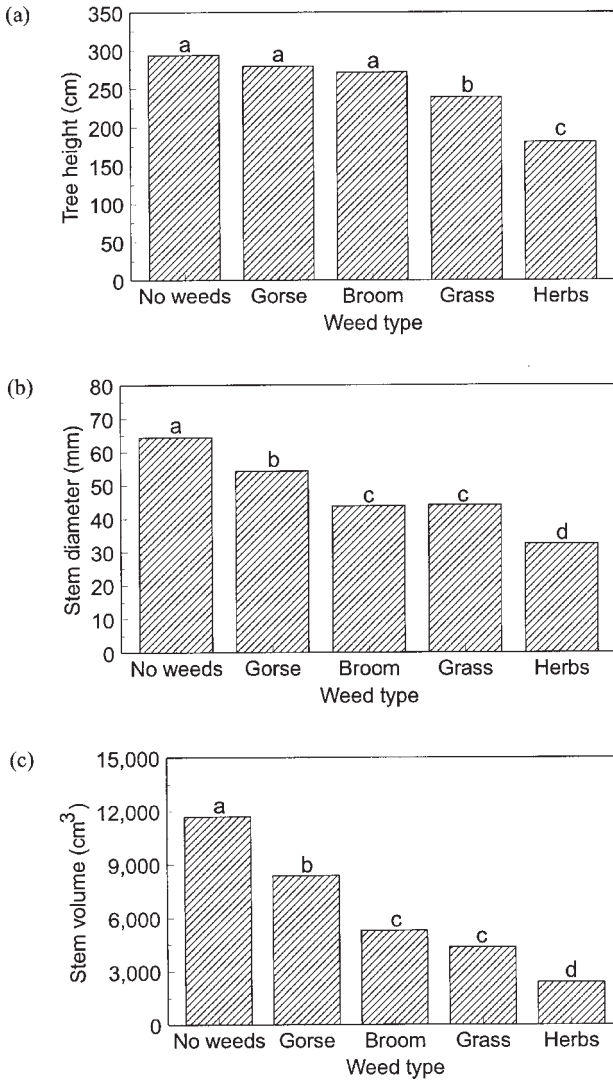 (a)
350
300
250
200
150
100
50
0
Tree height (cm)
a
a
a
b
c
No weeds Gorse Broom Grass Herbs
Weed type
(b)
80
70
60
50
40
30
20
10
0
Stem diameter (mm)
a
b
c
c
d
No weeds Gorse Broom Grass Herbs
Weed type
(c)
15,000
12,000
9,000
6,000
3,000
0
Stem volume (cm³)
a
b
c
c
d
No weeds Gorse Broom Grass Herbs
Weed type